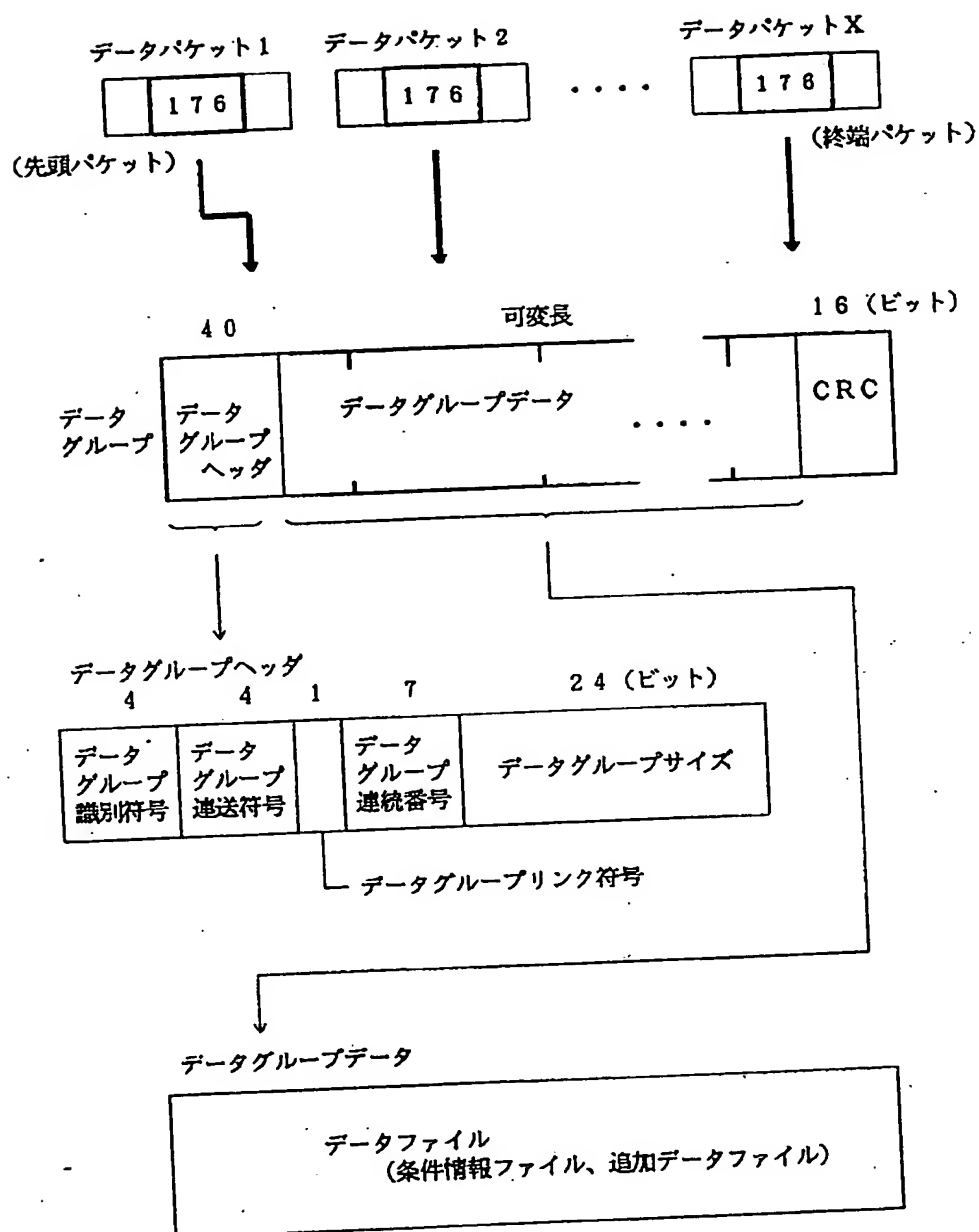 データパケット1 データパケット2 データパケットX
176 176 ‥‥ 176
(先頭パケット) (終端パケット)
40 可変長 16(ビット)
データ
グループ
データ
グループ
ヘッダ
データグループデータ
‥‥
CRC
データグループヘッダ
4 4 1 7 24(ビット)
データ
グループ
識別符号
データ
グループ
連送符号
データ
グループ
連続番号
データグループサイズ
データグループリンク符号
データグループデータ
データファイル
(条件情報ファイル、追加データファイル)